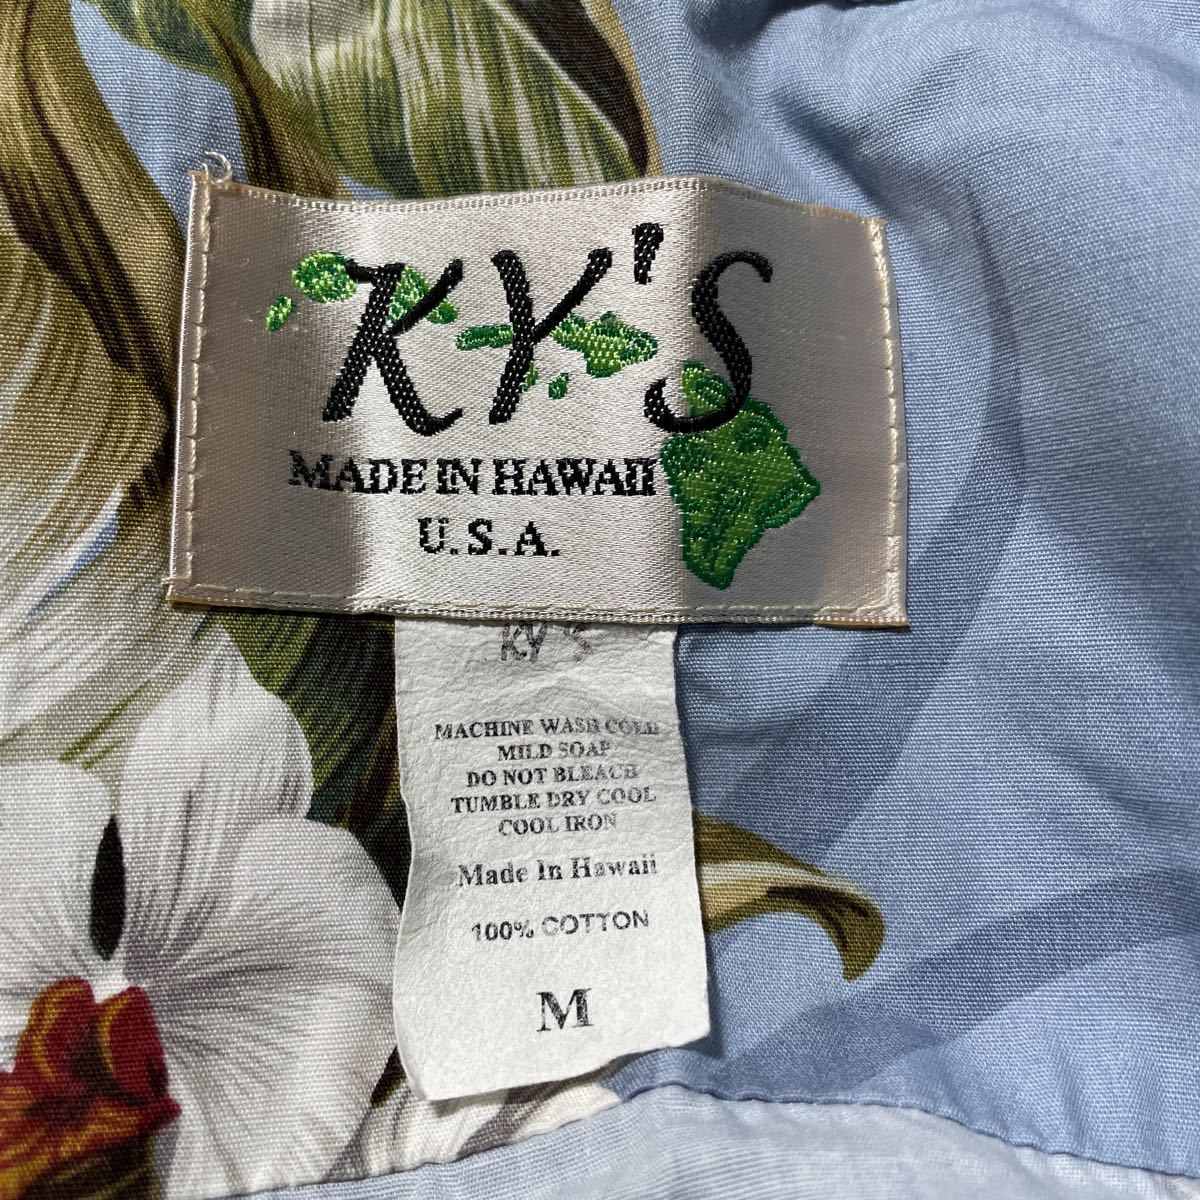 KY'S
MADE IN HAWAII
U.S.A.
KY'S
MACHINE WASH COLD
MILD SOAP
DO NOT BLEACH
TUMBLE DRY COOL
COOL IRON
Made In Hawaii
100% COTTON
M